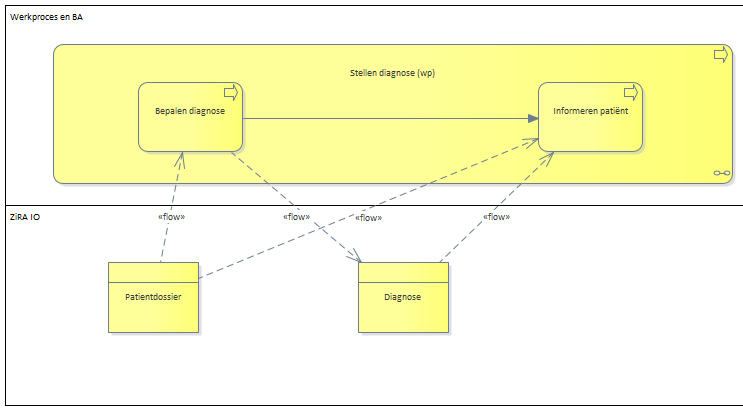 Werkproces en BA
Stellen diagnose (wp)
Bepalen diagnose
Informeren patiënt
ZiRA IO
«flow»
«flow»
«flow»
«flow»
Patientdossier
Diagnose